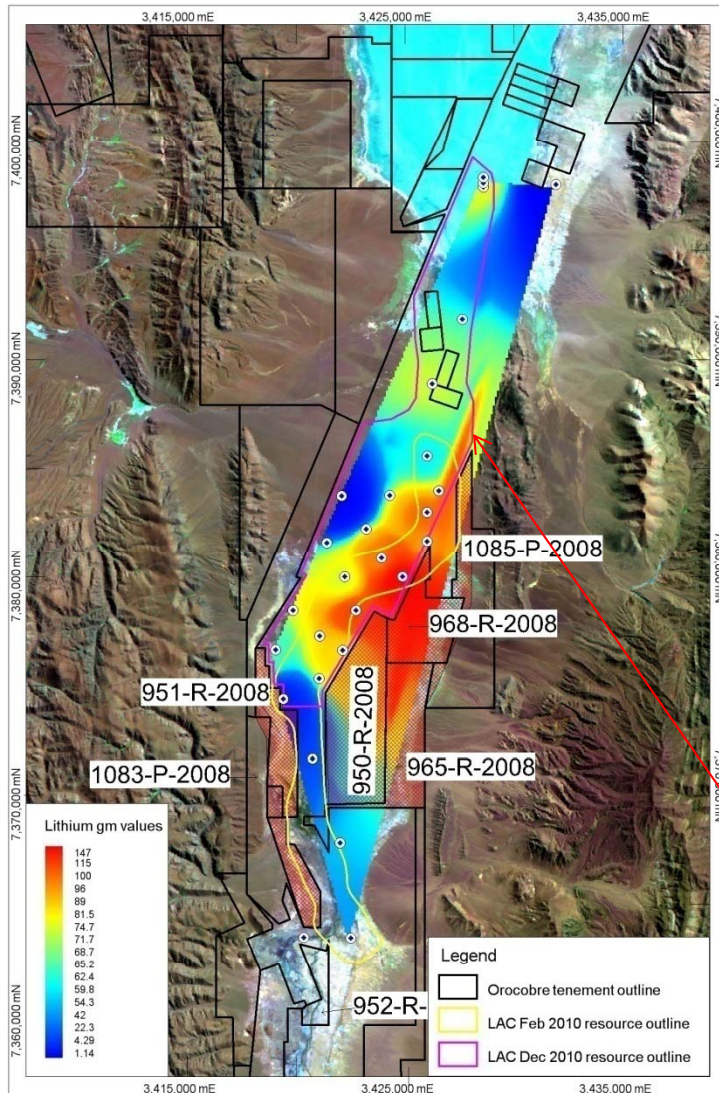 3,415,000 mE
3,425,000 mE
3,435,000 mE
7,400,000 mN
7,390,000 mN
7,380,000 mN
7,370,000 mN
7,360,000 mN
1085-P-2008
968-R-2008
951-R-2008
950-R-2008
1083-P-2008
965-R-2008
952-R-
Lithium gm values
147
115
100
96
89
81.5
74.7
71.7
68.7
65.2
62.4
59.8
54.3
42
22.3
4.29
1.14
Legend
Orocobre tenement outline
LAC Feb 2010 resource outline
LAC Dec 2010 resource outline
3,415,000 mE
3,425,000 mE
3,435,000 mE